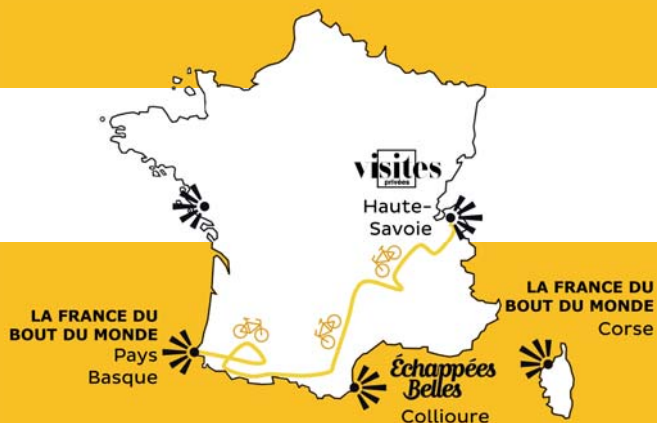 visites
privées
Haute-
Savoie
LA FRANCE DU
BOUT DU MONDE
Corse
LA FRANCE DU
BOUT DU MONDE
Pays
Basque
Échappées
Belles
Collioure